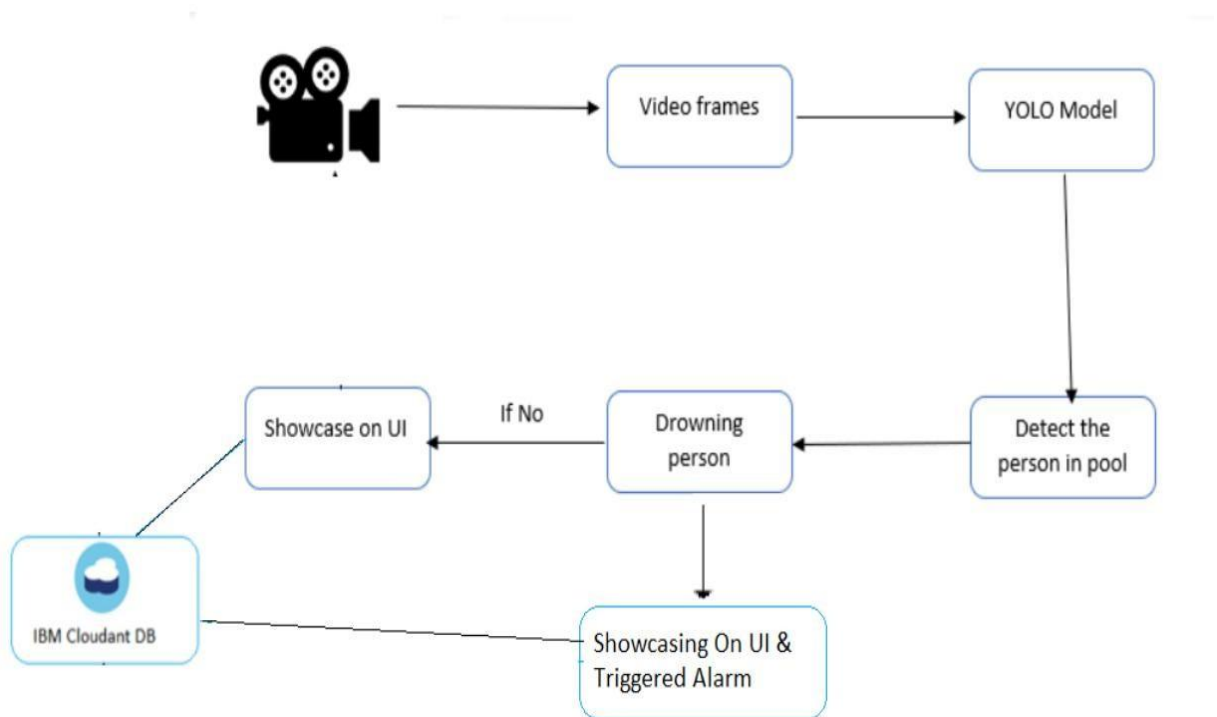 Video frames
YOLO Model
Detect the
person in pool
Drowning
person
If No
Showcase on UI
IBM Cloudant DB
Showcasing On UI &
Triggered Alarm